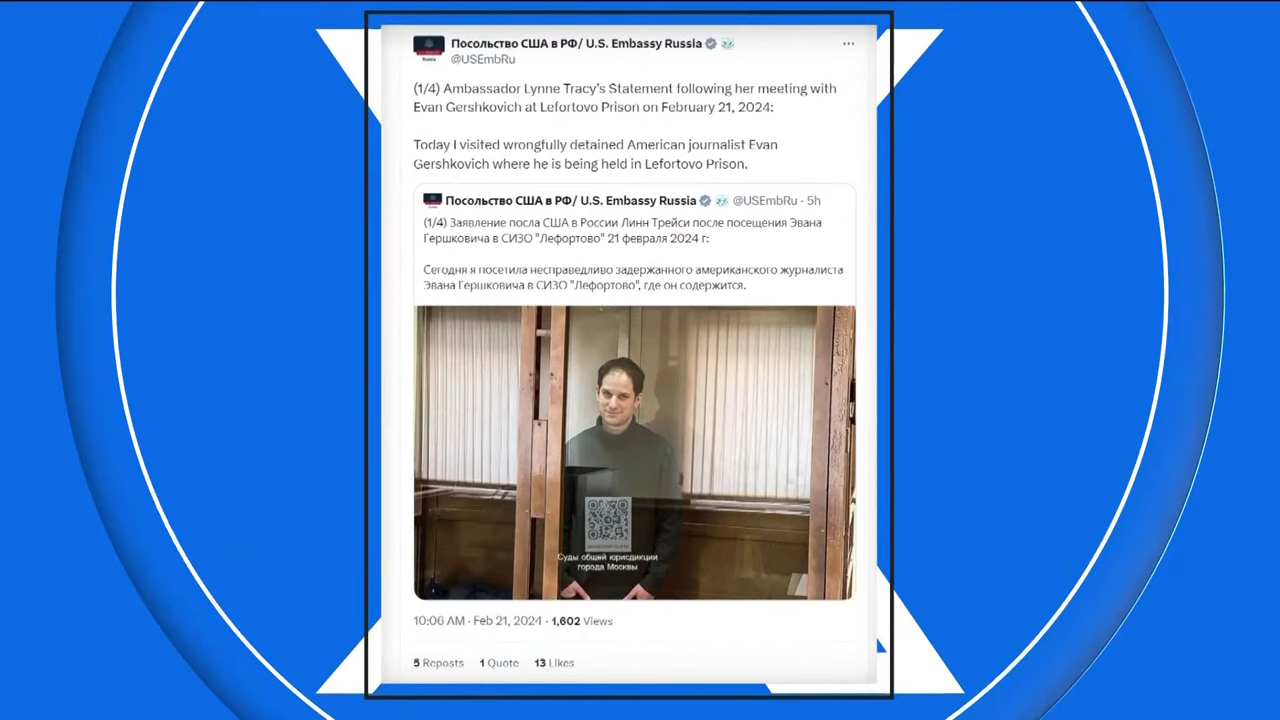 Посольство США в РФ/ U.S. Embassy Russia
@USEmbRu
(1/4) Ambassador Lynne Tracy's Statement following her meeting with
Evan Gershkovich at Lefortovo Prison on February 21, 2024:
Today I visited wrongfully detained American journalist Evan
Gershkovich where he is being held in Lefortovo Prison.
Посольство США в РФ/ U.S. Embassy Russia @USEmbRu · 5h
(1/4) Заявление посла США в России Линн Трейси после посещения Эвана
Гершковича в СИЗО "Лефортово" 21 февраля 2024 г:
Сегодня я посетила несправедливо задержанного американского журналиста
Эвана Гершковича в СИЗО "Лефортово", где он содержится.
Суды общей юрисдикции
города Москвы
10:06 AM · Feb 21, 2024 · 1,602 Views
5 Reposts 1 Quote 13 Likes